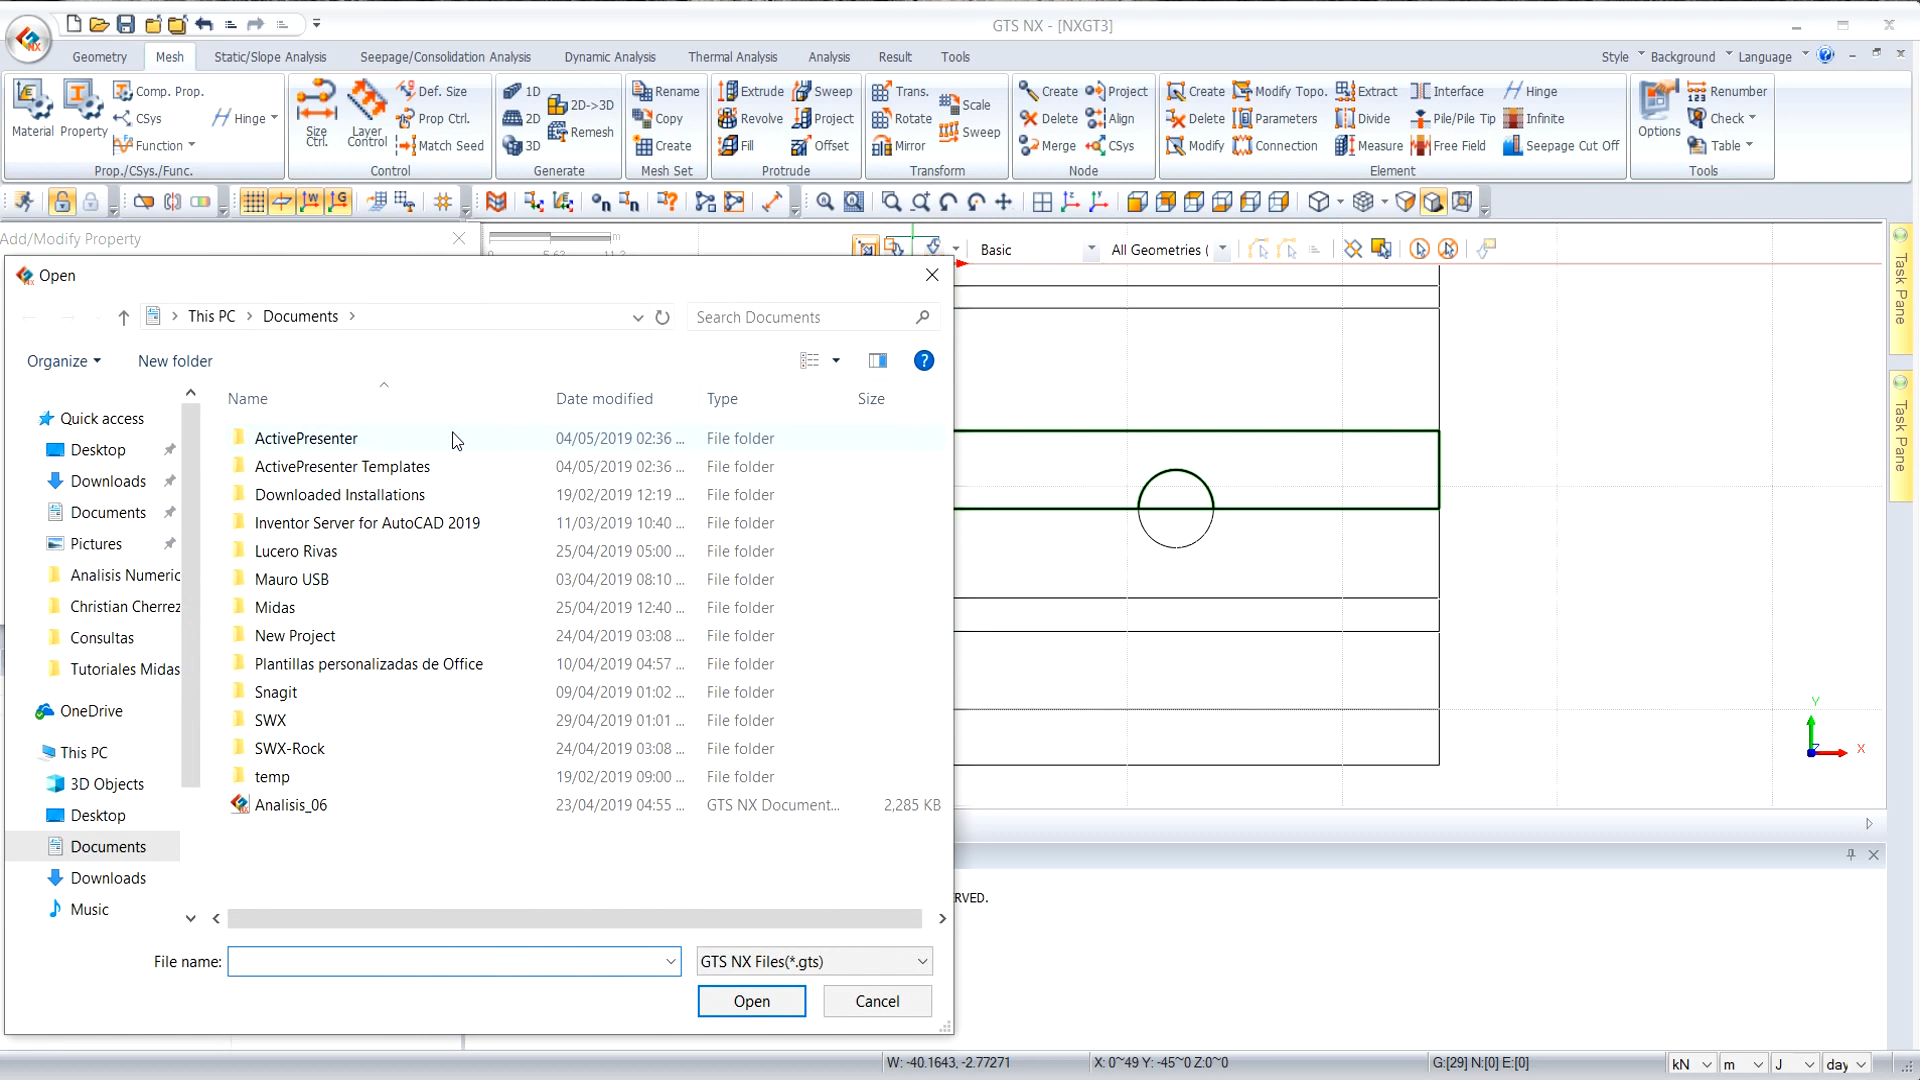 GTS NX - [NXGT3]
Geometry Mesh Static/Slope Analysis Seepage/Consolidation Analysis Dynamic Analysis Thermal Analysis Analysis Result Tools Style Background Language
Comp. Prop. Def. Size 1D Rename Extrude Sweep Trans. Create Project Create Modify Topo. Extract Interface Hinge Renumber
2D->3D Scale
Material Property CSys Hinge Size Ctrl. Layer Control Prop Ctrl. 2D Copy Revolve Project Rotate Delete Align Delete Parameters Divide Pile/Pile Tip Infinite Options Check
Remesh Sweep
Function Match Seed 3D Create Fill Offset Mirror Merge CSys Modify Connection Measure Free Field Seepage Cut Off Table
Prop./CSys./Func. Control Generate Mesh Set Protrude Transform Node Element Tools
Add/Modify Property
m
Basic All Geometries (
Open
This PC Documents Search Documents
Organize New folder
Name Date modified Type Size
Quick access
Desktop
Downloads
Documents
Pictures
Analisis Numeric
Christian Cherrez
Consultas
Tutoriales Midas
OneDrive
This PC
3D Objects
Desktop
Documents
Downloads
Music
ActivePresenter 04/05/2019 02:36 ... File folder
ActivePresenter Templates 04/05/2019 02:36 ... File folder
Downloaded Installations 19/02/2019 12:19 ... File folder
Inventor Server for AutoCAD 2019 11/03/2019 10:40 ... File folder
Lucero Rivas 25/04/2019 05:00 ... File folder
Mauro USB 03/04/2019 08:10 ... File folder
Midas 25/04/2019 12:40 ... File folder
New Project 24/04/2019 03:08 ... File folder
Plantillas personalizadas de Office 10/04/2019 04:57 ... File folder
Snagit 09/04/2019 01:02 ... File folder
SWX 29/04/2019 01:01 ... File folder
SWX-Rock 24/04/2019 03:08 ... File folder
temp 19/02/2019 09:00 ... File folder
Analisis_06 23/04/2019 04:55 ... GTS NX Document... 2,285 KB
File name: GTS NX Files(*.gts)
Open Cancel
Task Pane
Task Pane
Y
Z
X
RVED.
W: -40.1643, -2.77271 X: 0~49 Y: -45~0 Z:0~0 G:[29] N:[0] E:[0] kN m J day